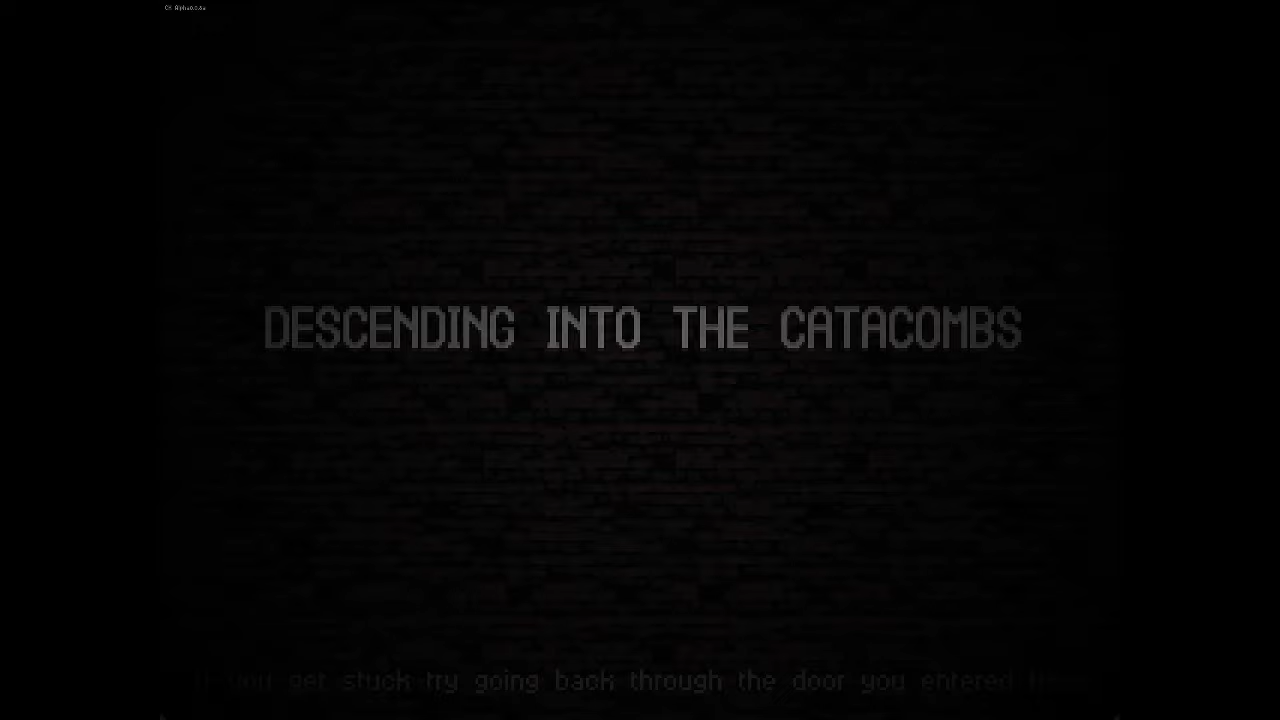 DESCENDING INTO THE CATACOMBS
you get stuck try going back through the door you entered